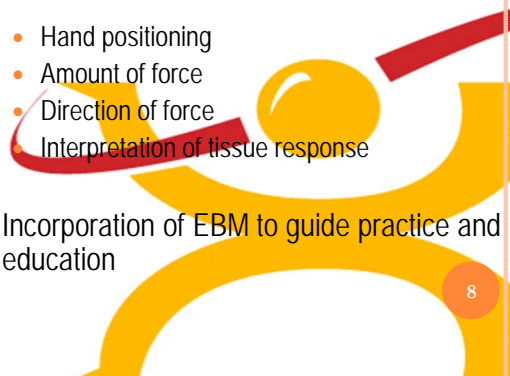 • Hand positioning
• Amount of force
• Direction of force
• Interpretation of tissue response
Incorporation of EBM to guide practice and
education
8